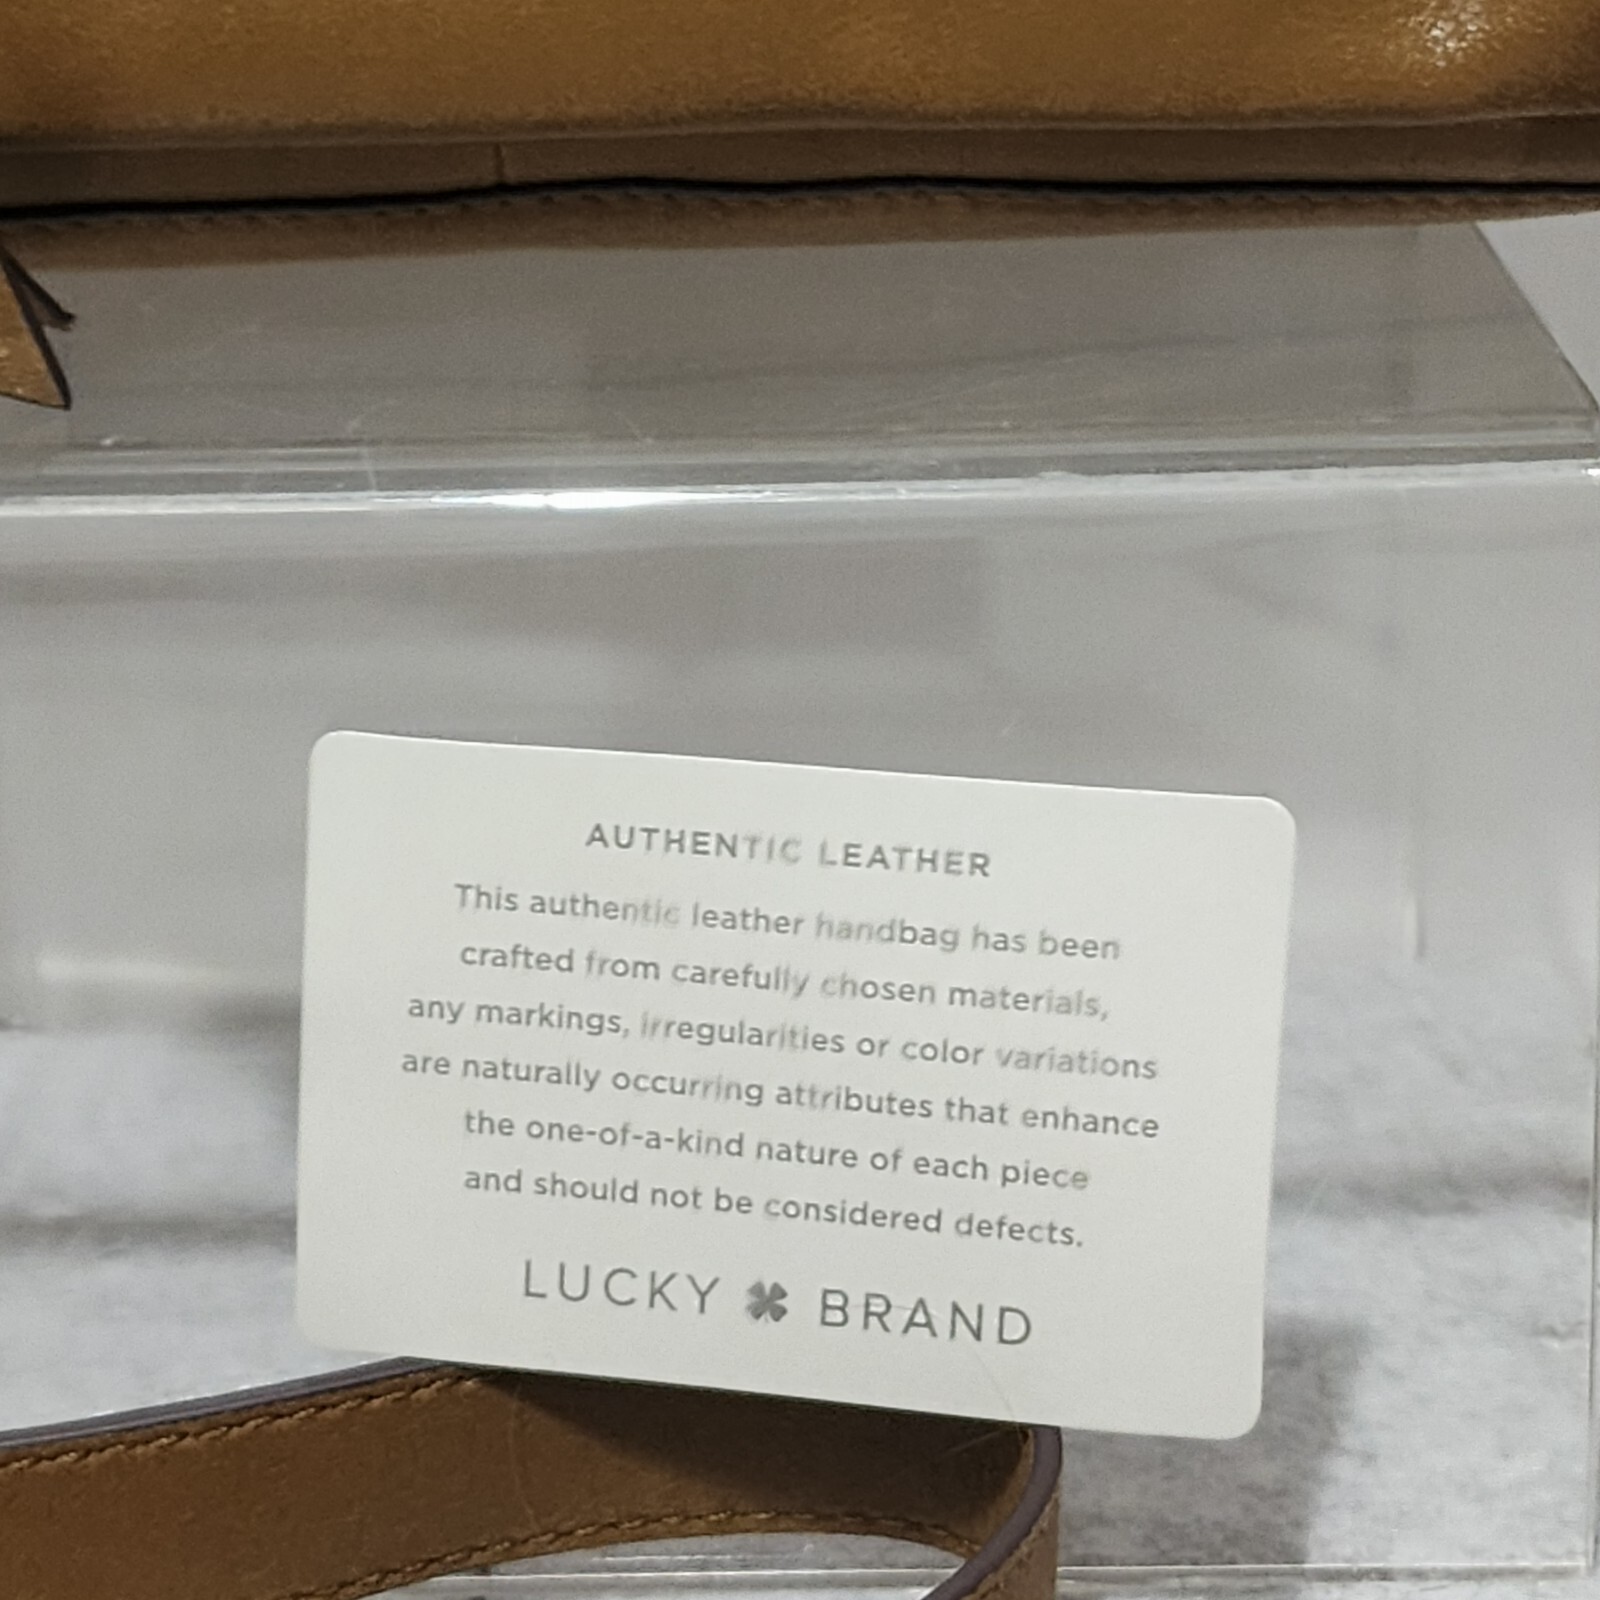 AUTHENTIC LEATHER
This authentic leather handbag has been
crafted from carefully chosen materials,
any markings, irregularities or color variations
are naturally occurring attributes that enhance
the one-of-a-kind nature of each piece
and should not be considered defects.
LUCKY BRAND